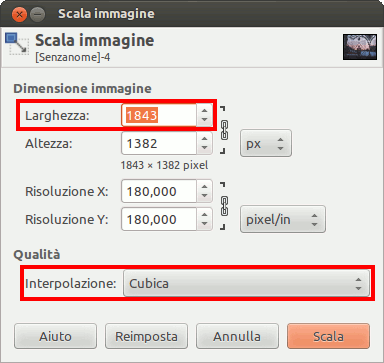 Scala immagine
Scala immagine
[Senzanome]-4
Dimensione immagine
Larghezza: 1843
Altezza: 1382 px
1843 × 1382 pixel
Risoluzione X: 180,000
Risoluzione Y: 180,000 pixel/in
Qualità
Interpolazione: Cubica
Aiuto Reimposta Annulla Scala